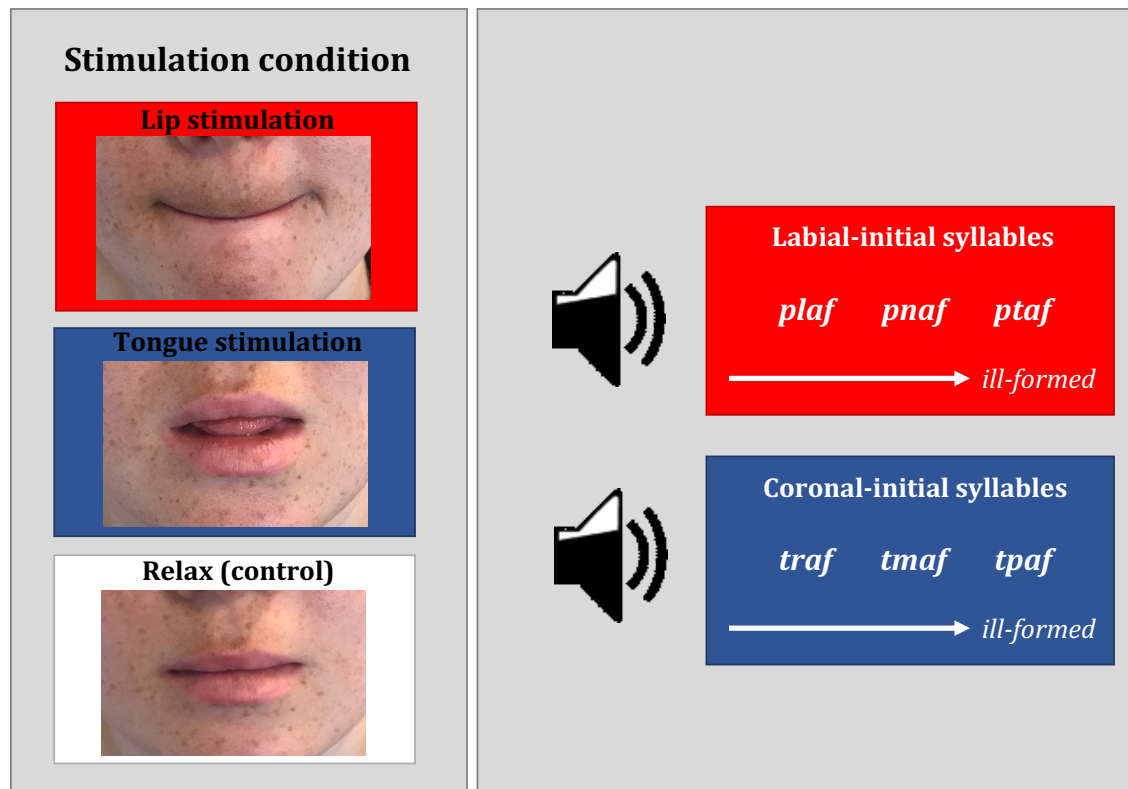 Stimulation condition
Lip stimulation
Tongue stimulation
Relax (control)
Labial-initial syllables
plaf pnaf ptaf
ill-formed
Coronal-initial syllables
traf tmaf tpaf
ill-formed